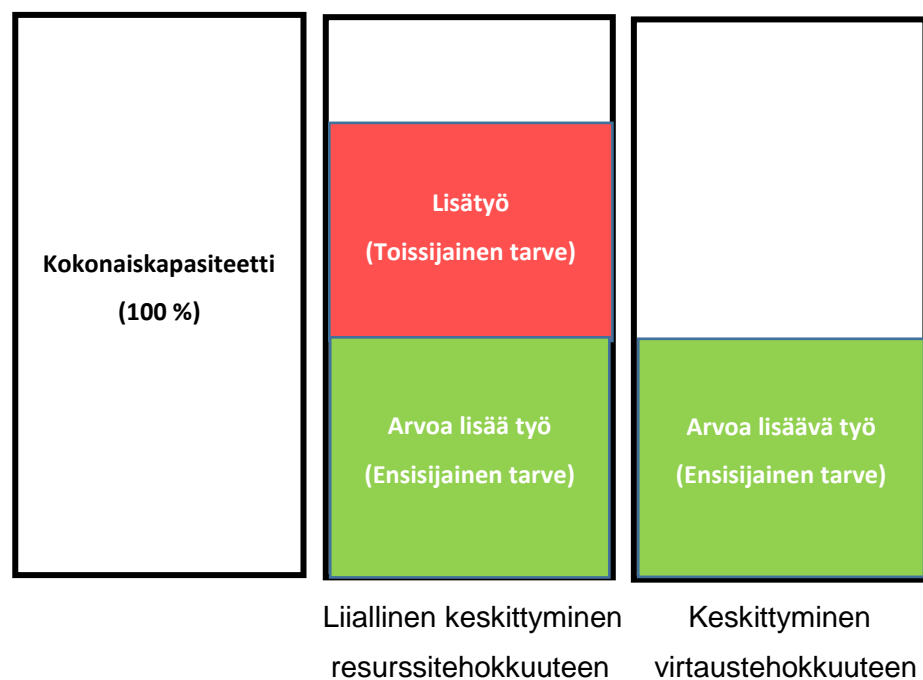 Kokonaiskapasiteetti
(100 %)
Lisätyö
(Toissijainen tarve)
Arvoa lisää työ
(Ensisijainen tarve)
Arvoa lisäävä työ
(Ensisijainen tarve)
Liiallinen keskittyminen
resurssitehokkuuteen
Keskittyminen
virtaustehokkuuteen